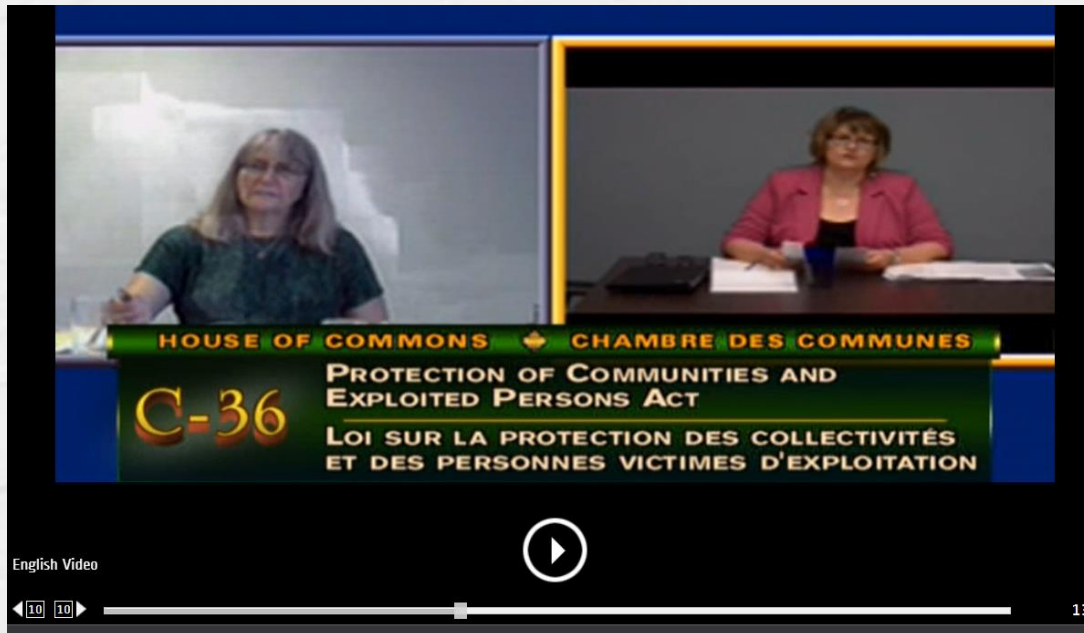 HOUSE OF COMMONS CHAMBRE DES COMMUNES
C-36
PROTECTION OF COMMUNITIES AND
EXPLOITED PERSONS ACT
LOI SUR LA PROTECTION DES COLLECTIVITÉS
ET DES PERSONNES VICTIMES D'EXPLOITATION
English Video
10 10